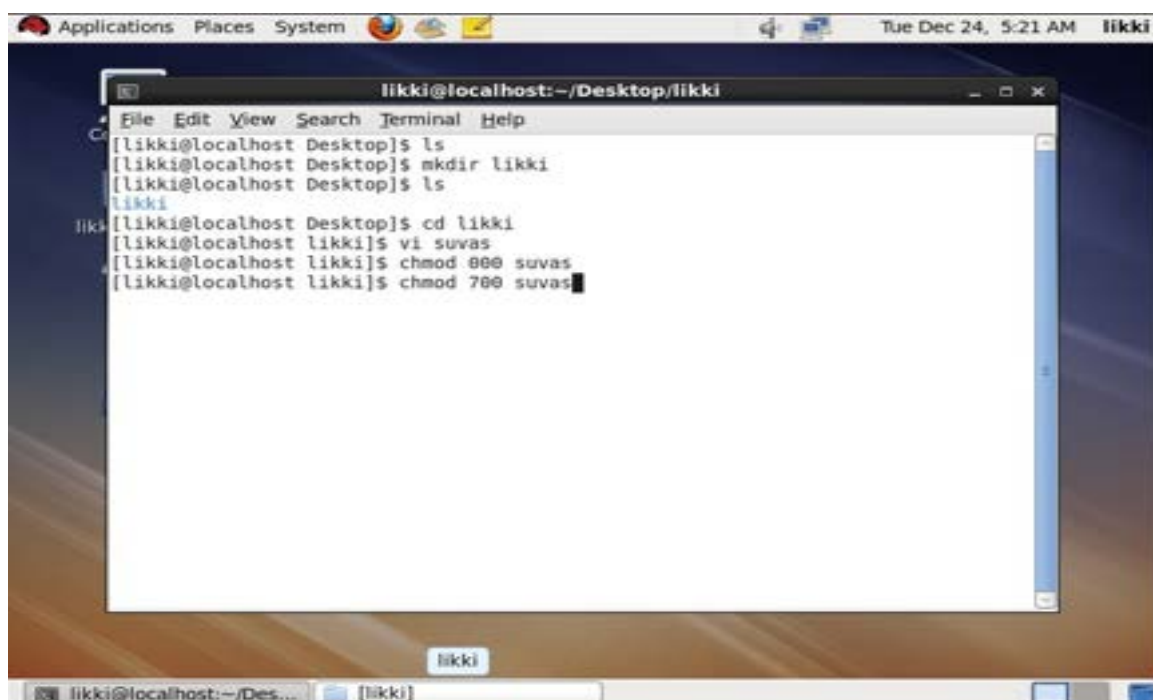 Applications Places System Tue Dec 24, 5:21 AM likki
likki@localhost:~/Desktop/likki
File Edit View Search Terminal Help
[likki@localhost Desktop]$ ls
[likki@localhost Desktop]$ mkdir likki
[likki@localhost Desktop]$ ls
likki
[likki@localhost Desktop]$ cd likki
[likki@localhost likki]$ vi suvas
[likki@localhost likki]$ chmod 000 suvas
[likki@localhost likki]$ chmod 700 suvas
likki
likki@localhost:~/Des... [likki]